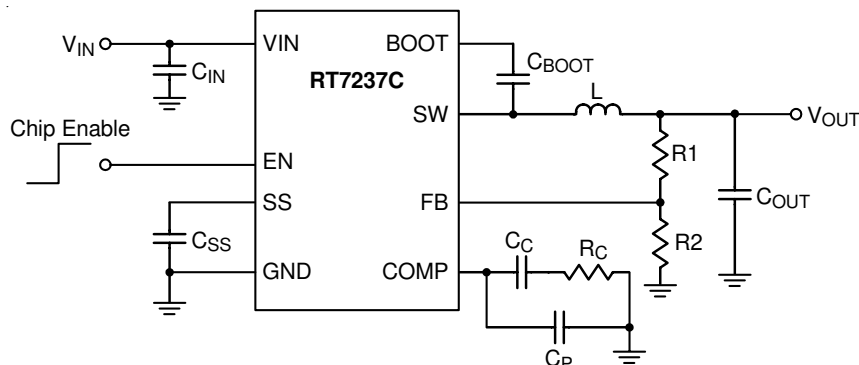 VIN
VIN
BOOT
CIN
RT7237C
CBOOT
L
SW
VOUT
Chip Enable
EN
R1
SS
FB
COUT
CSS
CC
RC
R2
GND
COMP
CP